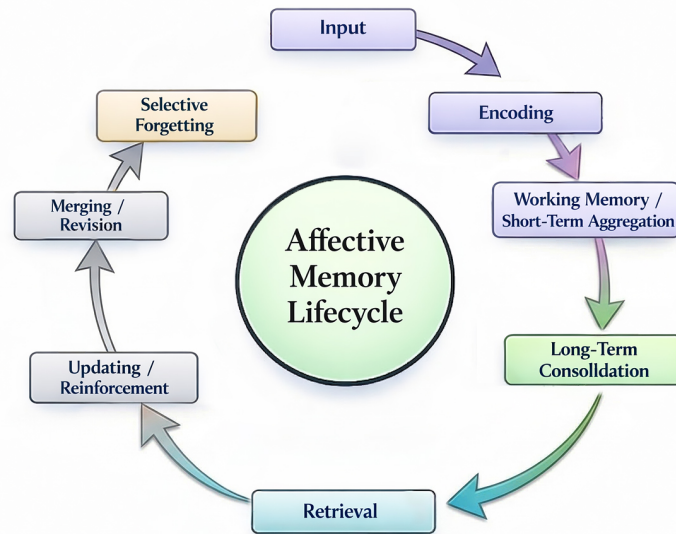 Input
Encoding
Working Memory /
Short-Term Aggregation
Long-Term
Consolldation
Retrieval
Updating /
Reinforcement
Merging /
Revision
Selective
Forgetting
Affective
Memory
Lifecycle